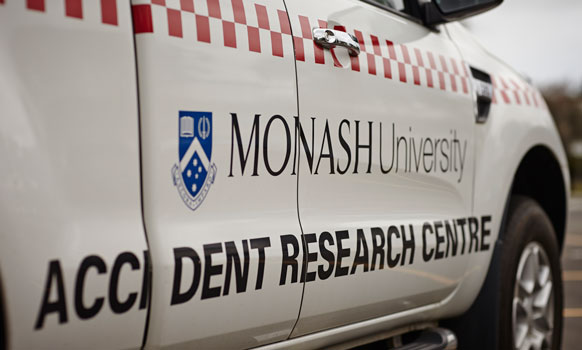 MONASH University
ACCIDENT RESEARCH CENTRE